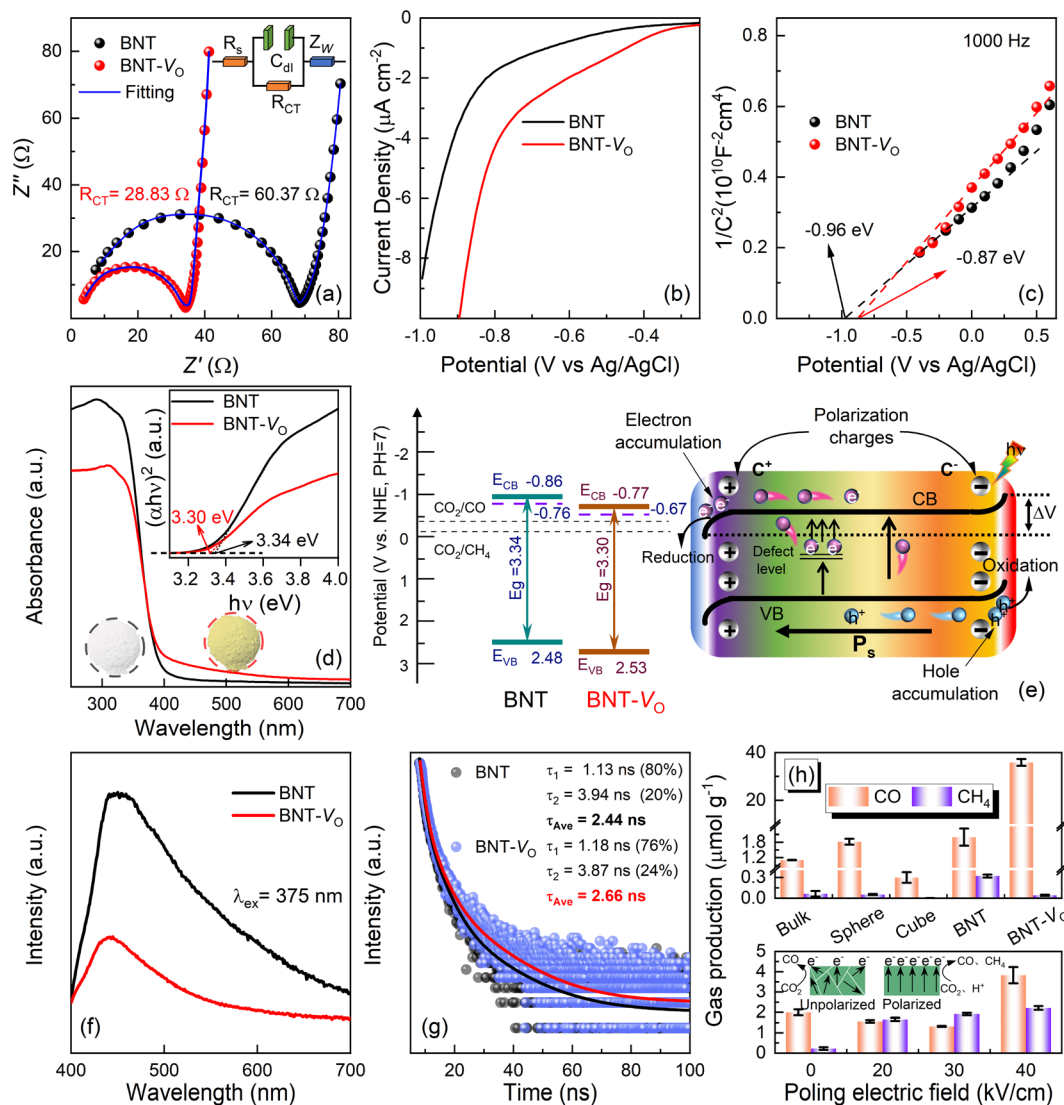 BNT
BNT-VO
Fitting
Rs
Cdl
ZW
RCT
RCT= 28.83 Ω
RCT= 60.37 Ω
(a)
80
60
40
20
0
20
40
60
80
Z″(Ω)
Z′ (Ω)
0
-2
-4
-6
-8
Current Density (μA cm⁻²)
BNT
BNT-VO
(b)
-1.0
-0.8
-0.6
-0.4
Potential (V vs Ag/AgCl)
1000 Hz
BNT
BNT-VO
-0.96 eV
-0.87 eV
(c)
0.8
0.6
0.4
0.2
0.0
1/C²(10¹⁰F⁻²cm⁴)
-1.5
-1.0
-0.5
0.0
0.5
Potential (V vs Ag/AgCl)
Absorbance (a.u.)
BNT
BNT-VO
(αhν)² (a.u.)
3.30 eV
3.34 eV
3.2
3.4
3.6
3.8
4.0
hν (eV)
(d)
300
400
500
600
700
Wavelength (nm)
Potential (V vs. NHE, PH=7)
-2
-1
0
1
2
3
CO₂/CO
CO₂/CH₄
ECB -0.86
-0.76
Eg =3.34
EVB 2.48
BNT
ECB
-0.77
-0.67
Eg =3.30
EVB 2.53
BNT-VO
Electron
accumulation
Polarization
charges
C⁺
C⁻
hν
CB
ΔV
Reduction
Defect
level
e⁻
Oxidation
VB
h⁺
Ps
Hole
accumulation
(e)
Intensity (a.u.)
BNT
BNT-VO
λex= 375 nm
(f)
400
500
600
700
Wavelength (nm)
Intensity (a.u.)
BNT
τ₁ = 1.13 ns (80%)
τ₂ = 3.94 ns (20%)
τAve = 2.44 ns
BNT-VO
τ₁ = 1.18 ns (76%)
τ₂ = 3.87 ns (24%)
τAve = 2.66 ns
(g)
20
40
60
80
100
Time (ns)
(h)
CO
CH₄
40
20
1.8
1.2
0.3
0.0
Gas production (μmol g⁻¹)
Bulk
Sphere
Cube
BNT
BNT-VO
5
4
3
2
1
0
CO
e⁻ e⁻ e⁻
CO₂
Unpolarized
e⁻ e⁻ e⁻ e⁻ e⁻
CO、CH₄
CO₂、H⁺
Polarized
0
20
30
40
Poling electric field (kV/cm)